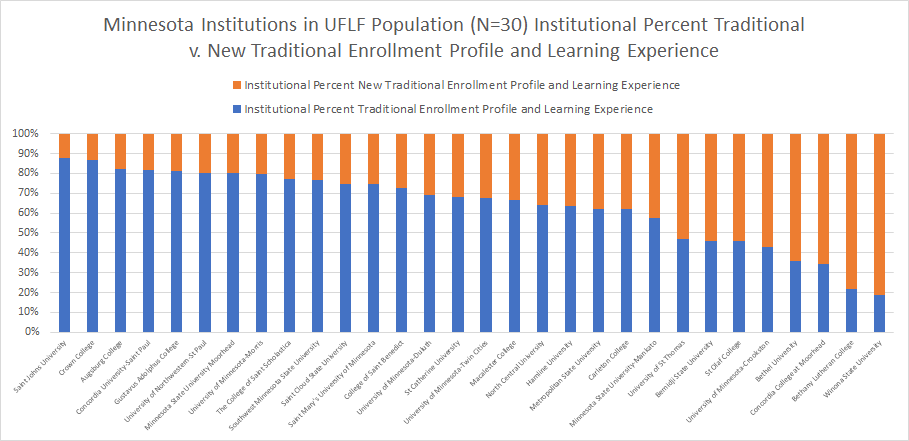 Minnesota Institutions in UFLF Population (N=30) Institutional Percent Traditional
v. New Traditional Enrollment Profile and Learning Experience
Institutional Percent New Traditional Enrollment Profile and Learning Experience
Institutional Percent Traditional Enrollment Profile and Learning Experience
100%
90%
80%
70%
60%
50%
40%
30%
20%
10%
0%
Saint Johns University
Crown College
Augsburg College
Concordia University-Saint Paul
Gustavus Adolphus College
University of Northwestern-St Paul
Minnesota State University Moorhead
University of Minnesota-Morris
The College of Saint Scholastica
Southwest Minnesota State University
Saint Cloud State University
Saint Mary's University of Minnesota
College of Saint Benedict
University of Minnesota-Duluth
St Catherine University
University of Minnesota-Twin Cities
Macalester College
North Central University
Hamline University
Metropolitan State University
Carleton College
Minnesota State University-Mankato
University of St Thomas
Bemidji State University
St Olaf College
University of Minnesota-Crookston
Bethel University
Concordia College at Moorhead
Bethany Lutheran College
Winona State University